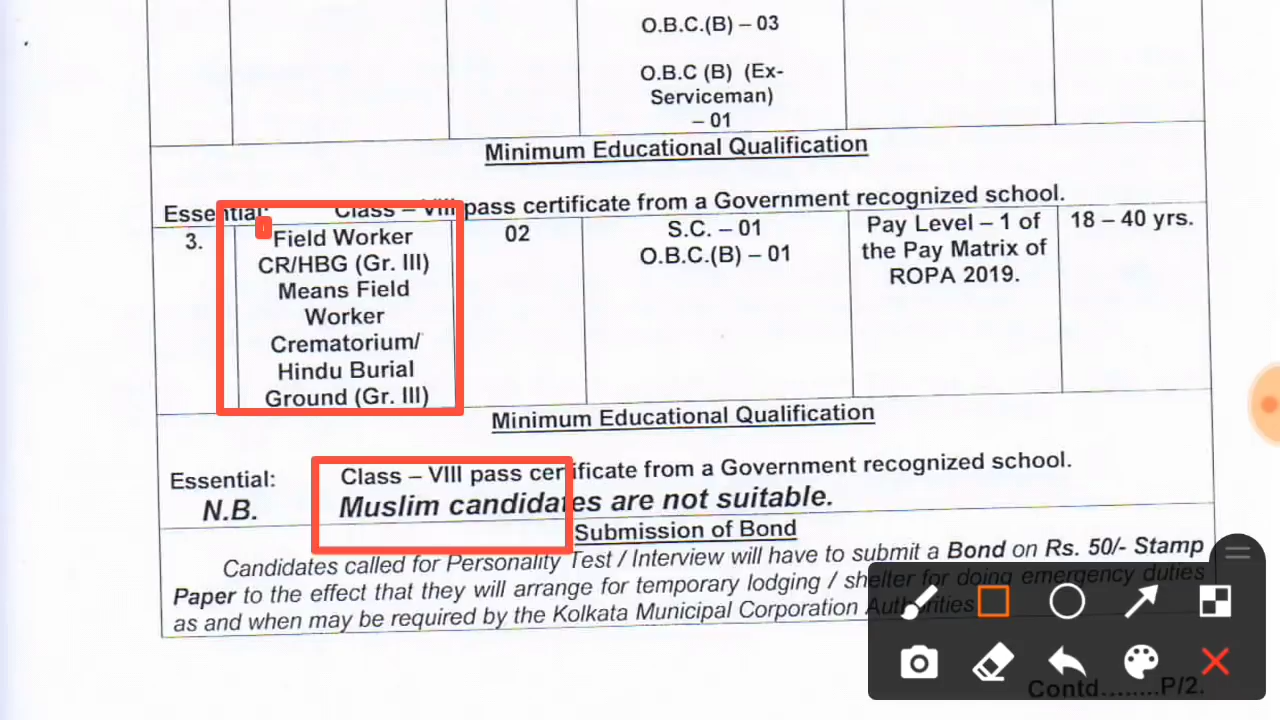 O.B.C.(B) – 03
O.B.C (B) (Ex-
Serviceman)
– 01
Minimum Educational Qualification
Essential: Class – VIII pass certificate from a Government recognized school.
3. Field Worker 02 S.C. – 01 Pay Level – 1 of 18 – 40 yrs.
CR/HBG (Gr. III) O.B.C.(B) – 01 the Pay Matrix of
Means Field ROPA 2019.
Worker
Crematorium/
Hindu Burial
Ground (Gr. III)
Minimum Educational Qualification
Essential: Class – VIII pass certificate from a Government recognized school.
N.B. Muslim candidates are not suitable.
Submission of Bond
Candidates called for Personality Test / Interview will have to submit a Bond on Rs. 50/- Stamp
Paper to the effect that they will arrange for temporary lodging / shelter for doing emergency duties
as and when may be required by the Kolkata Municipal Corporation Authorities
Contd........P/2.